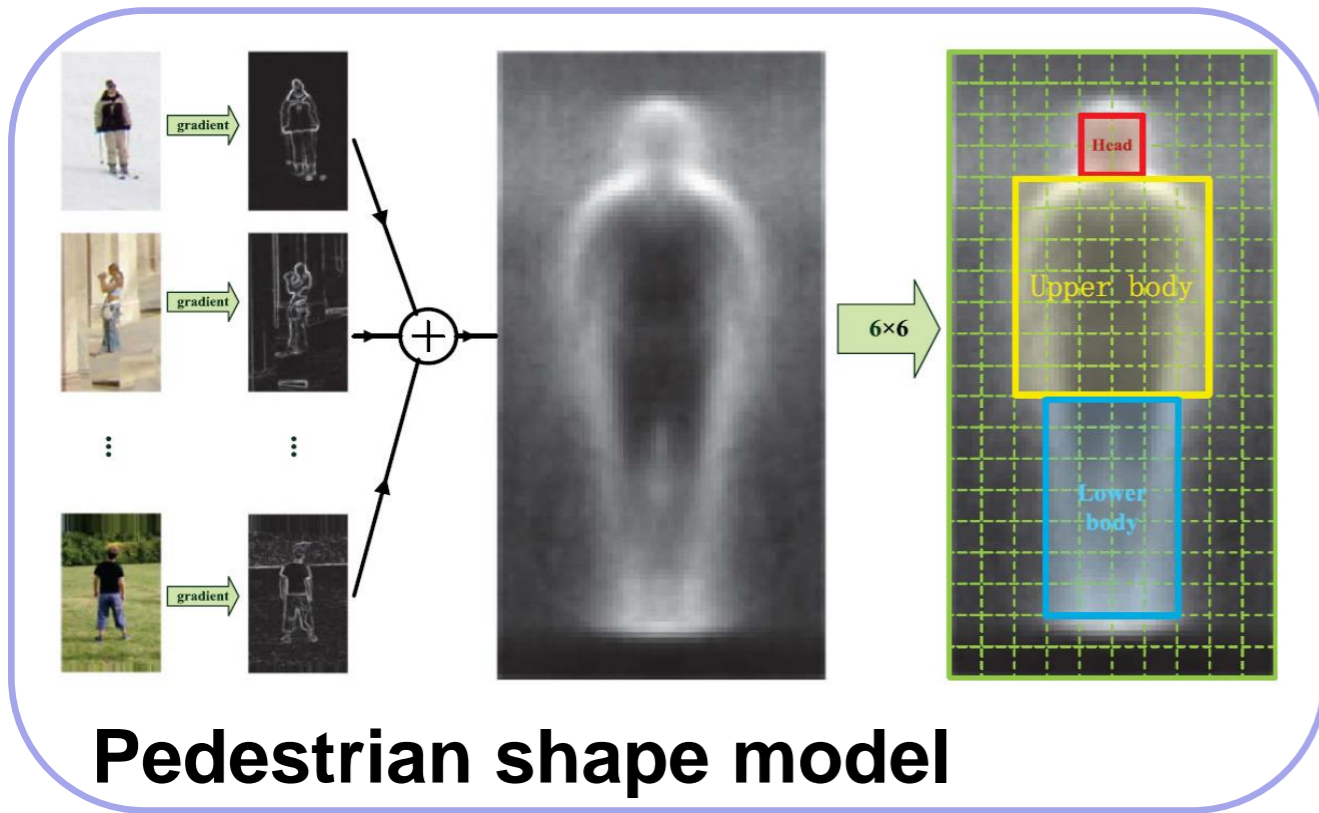 gradient
gradient
gradient
6×6
Head
Upper body
Lower
body
Pedestrian shape model